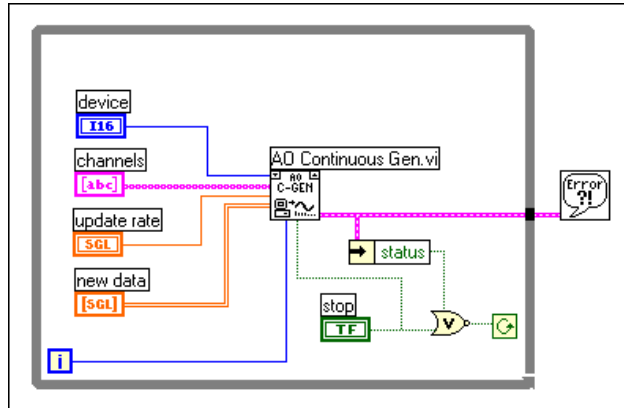 device
I16
AO Continuous Gen.vi
channels
[abc]
AO
C-GEN
Error
?!
update rate
SGL
status
new data
[SGL]
stop
TF
V
i